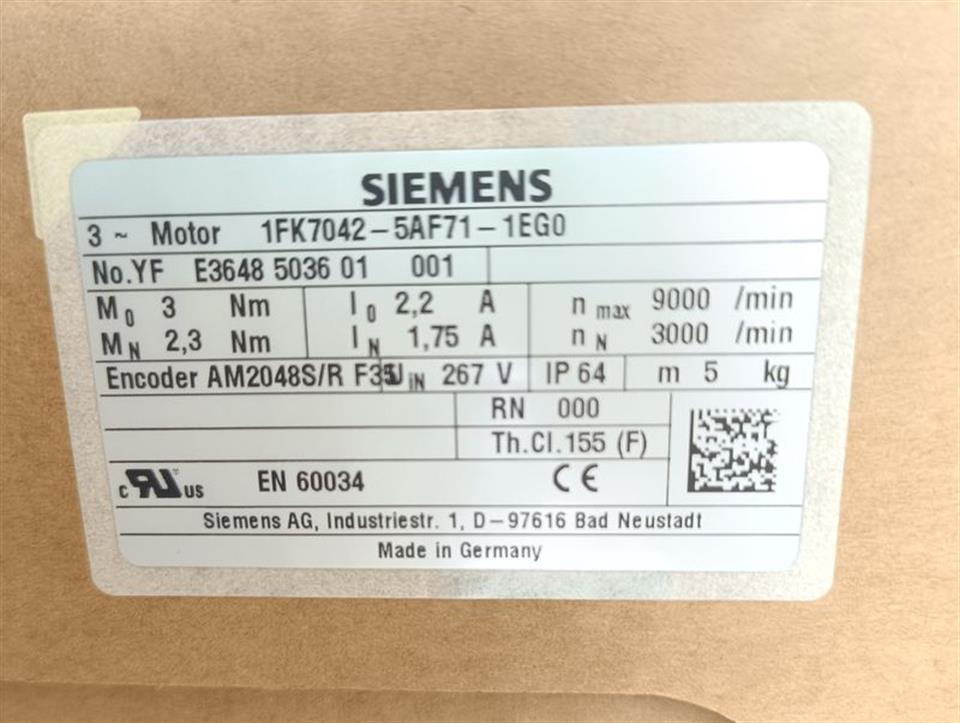 SIEMENS
3 ~ Motor 1FK7042-5AF71-1EG0
No.YF E3648 5036 01 001
M0 3 Nm I0 2,2 A n max 9000 /min
MN 2,3 Nm IN 1,75 A n N 3000 /min
Encoder AM2048S/R UIN 267 V IP 64 m 5 kg
RN 000
Th.Cl.155 (F)
c RU us EN 60034 CE
Siemens AG, Industriestr. 1, D-97616 Bad Neustadt
Made in Germany